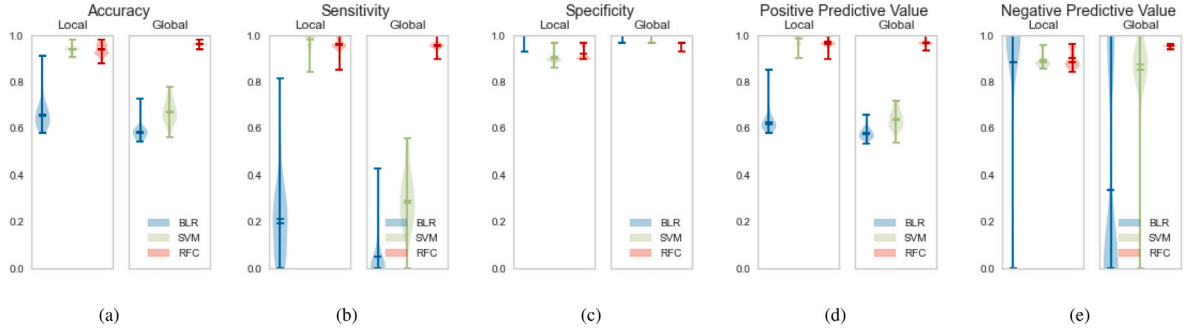 Accuracy
Local Global
1.0
0.8
0.6
0.4
0.2
0.0
BLR
SVM
RFC
(a)
Sensitivity
Local Global
1.0
0.8
0.6
0.4
0.2
0.0
BLR
SVM
RFC
(b)
Specificity
Local Global
1.0
0.8
0.6
0.4
0.2
0.0
BLR
SVM
RFC
(c)
Positive Predictive Value
Local Global
1.0
0.8
0.6
0.4
0.2
0.0
BLR
SVM
RFC
(d)
Negative Predictive Value
Local Global
1.0
0.8
0.6
0.4
0.2
0.0
BLR
SVM
RFC
(e)